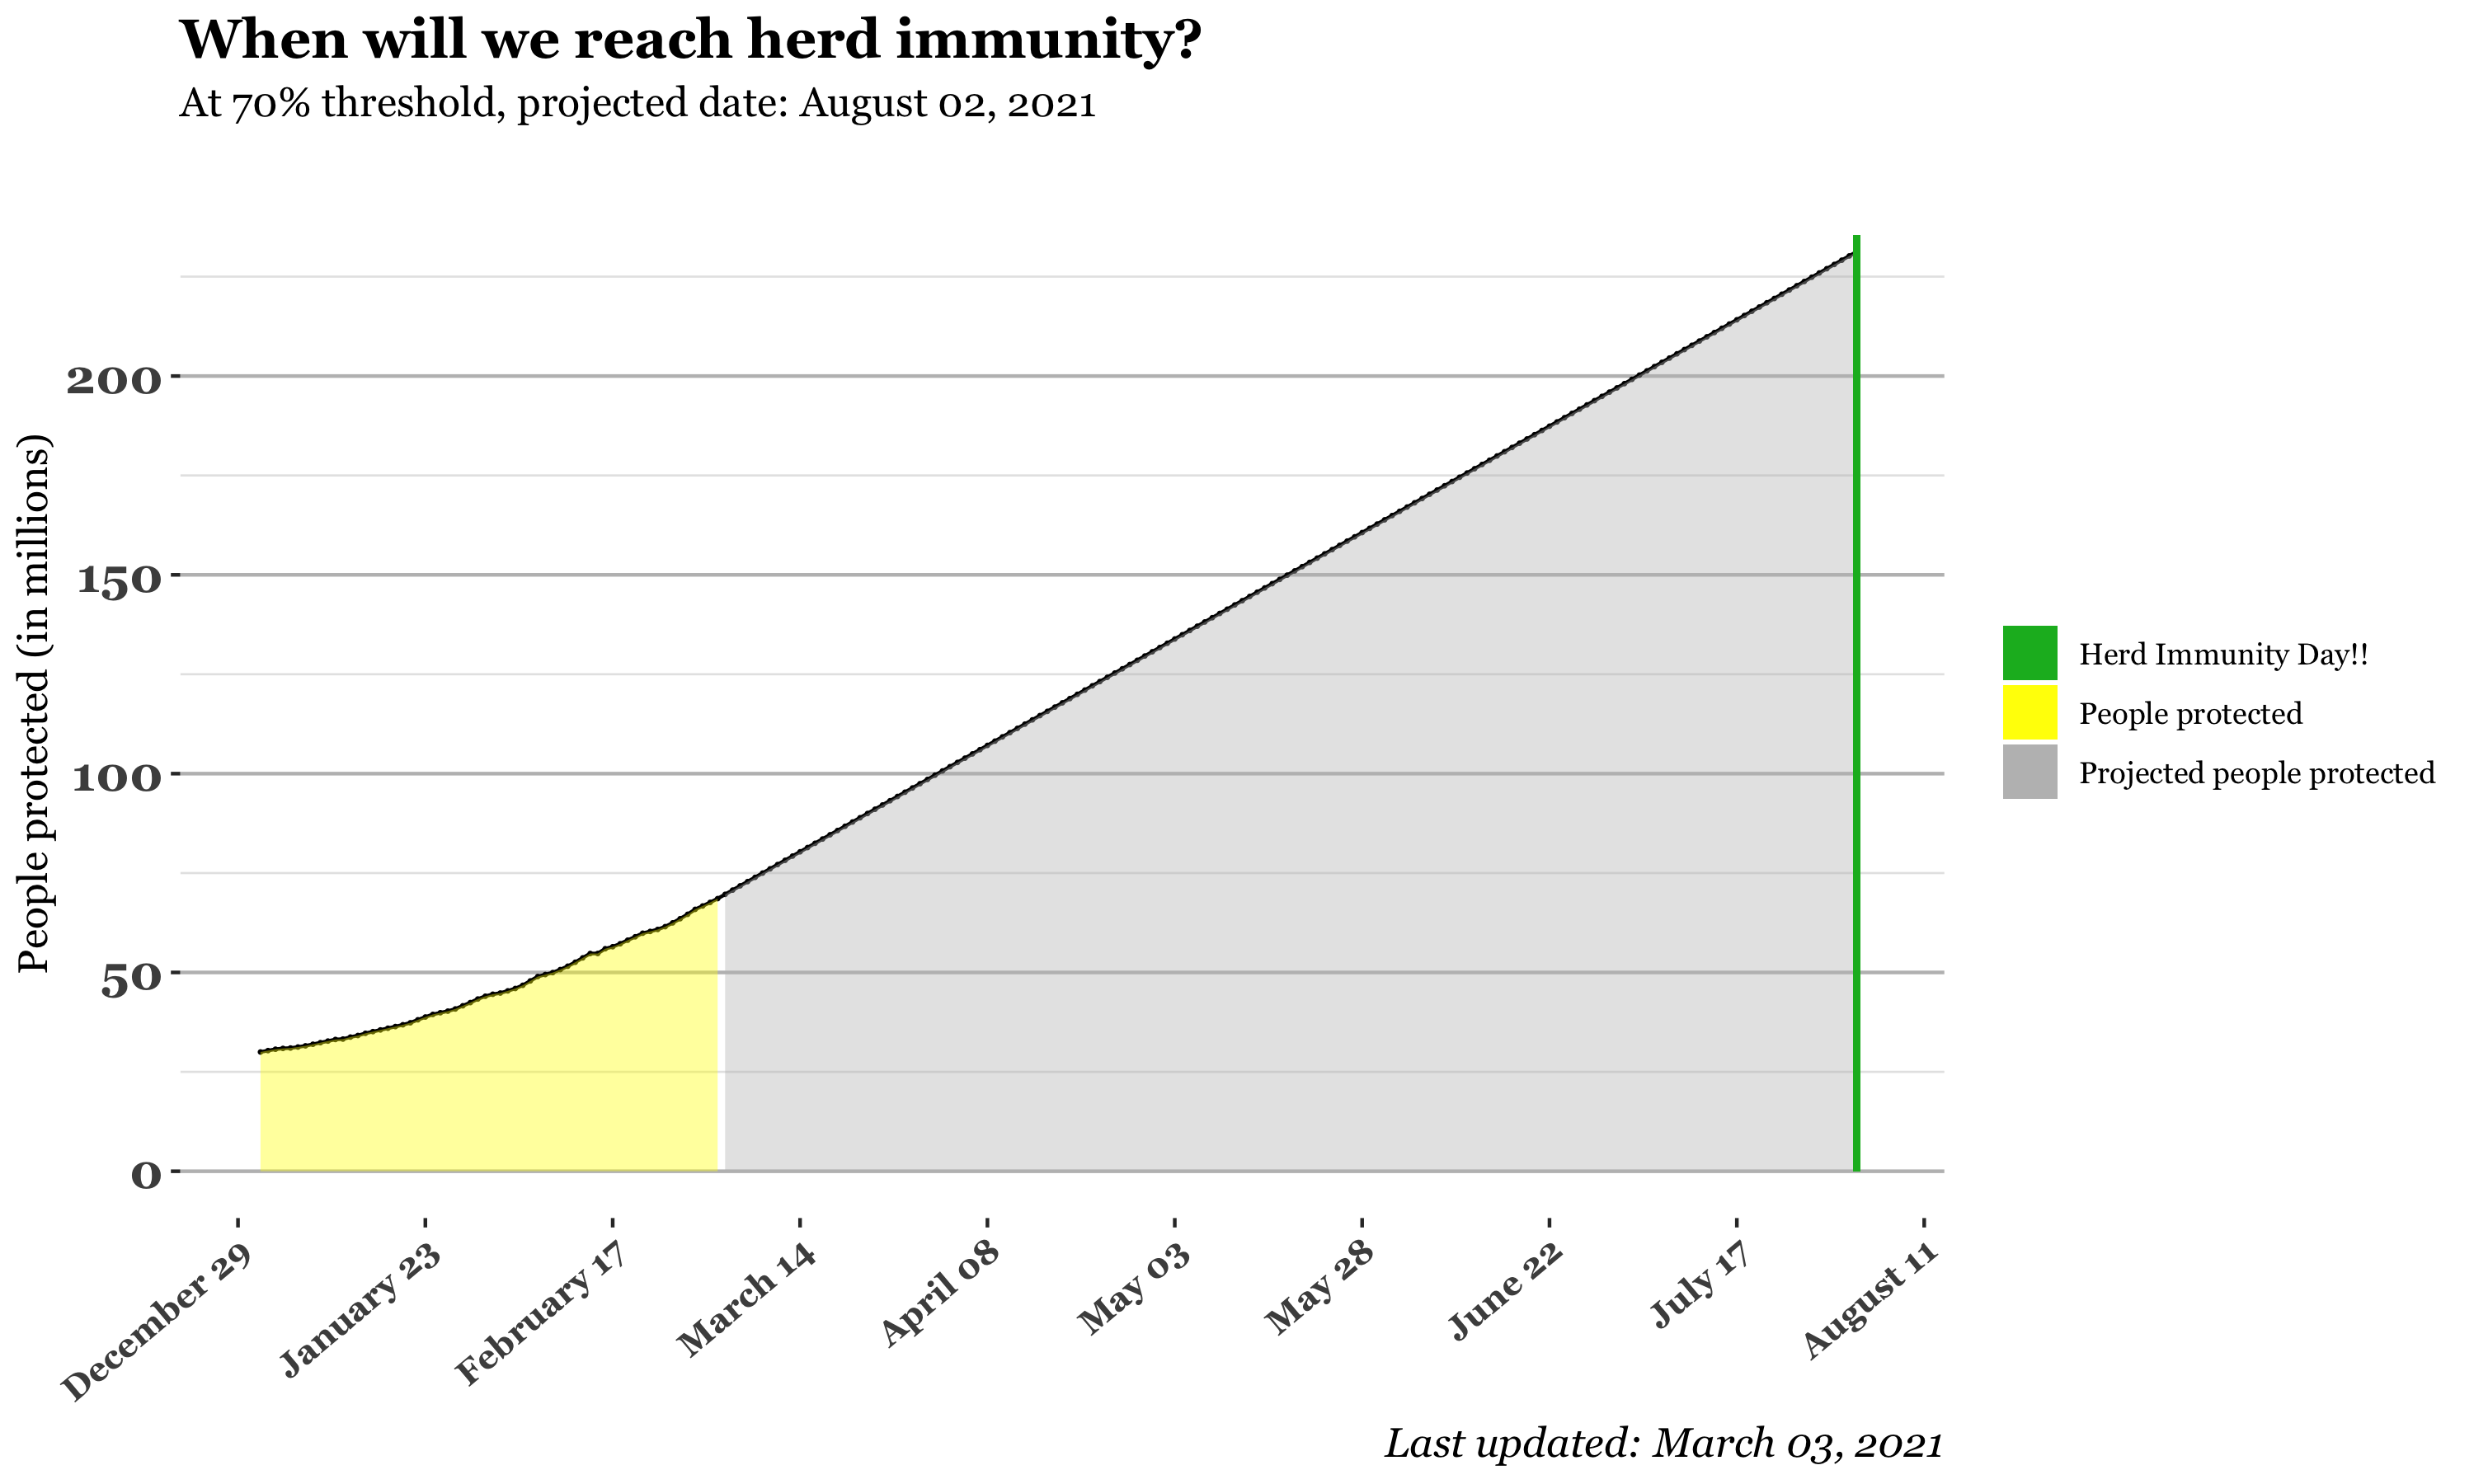 When will we reach herd immunity?
At 70% threshold, projected date: August 02, 2021
People protected (in millions)
200
150
100
50
0
December 29
January 23
February 17
March 14
April 08
May 03
May 28
June 22
July 17
August 11
Herd Immunity Day!!
People protected
Projected people protected
Last updated: March 03, 2021